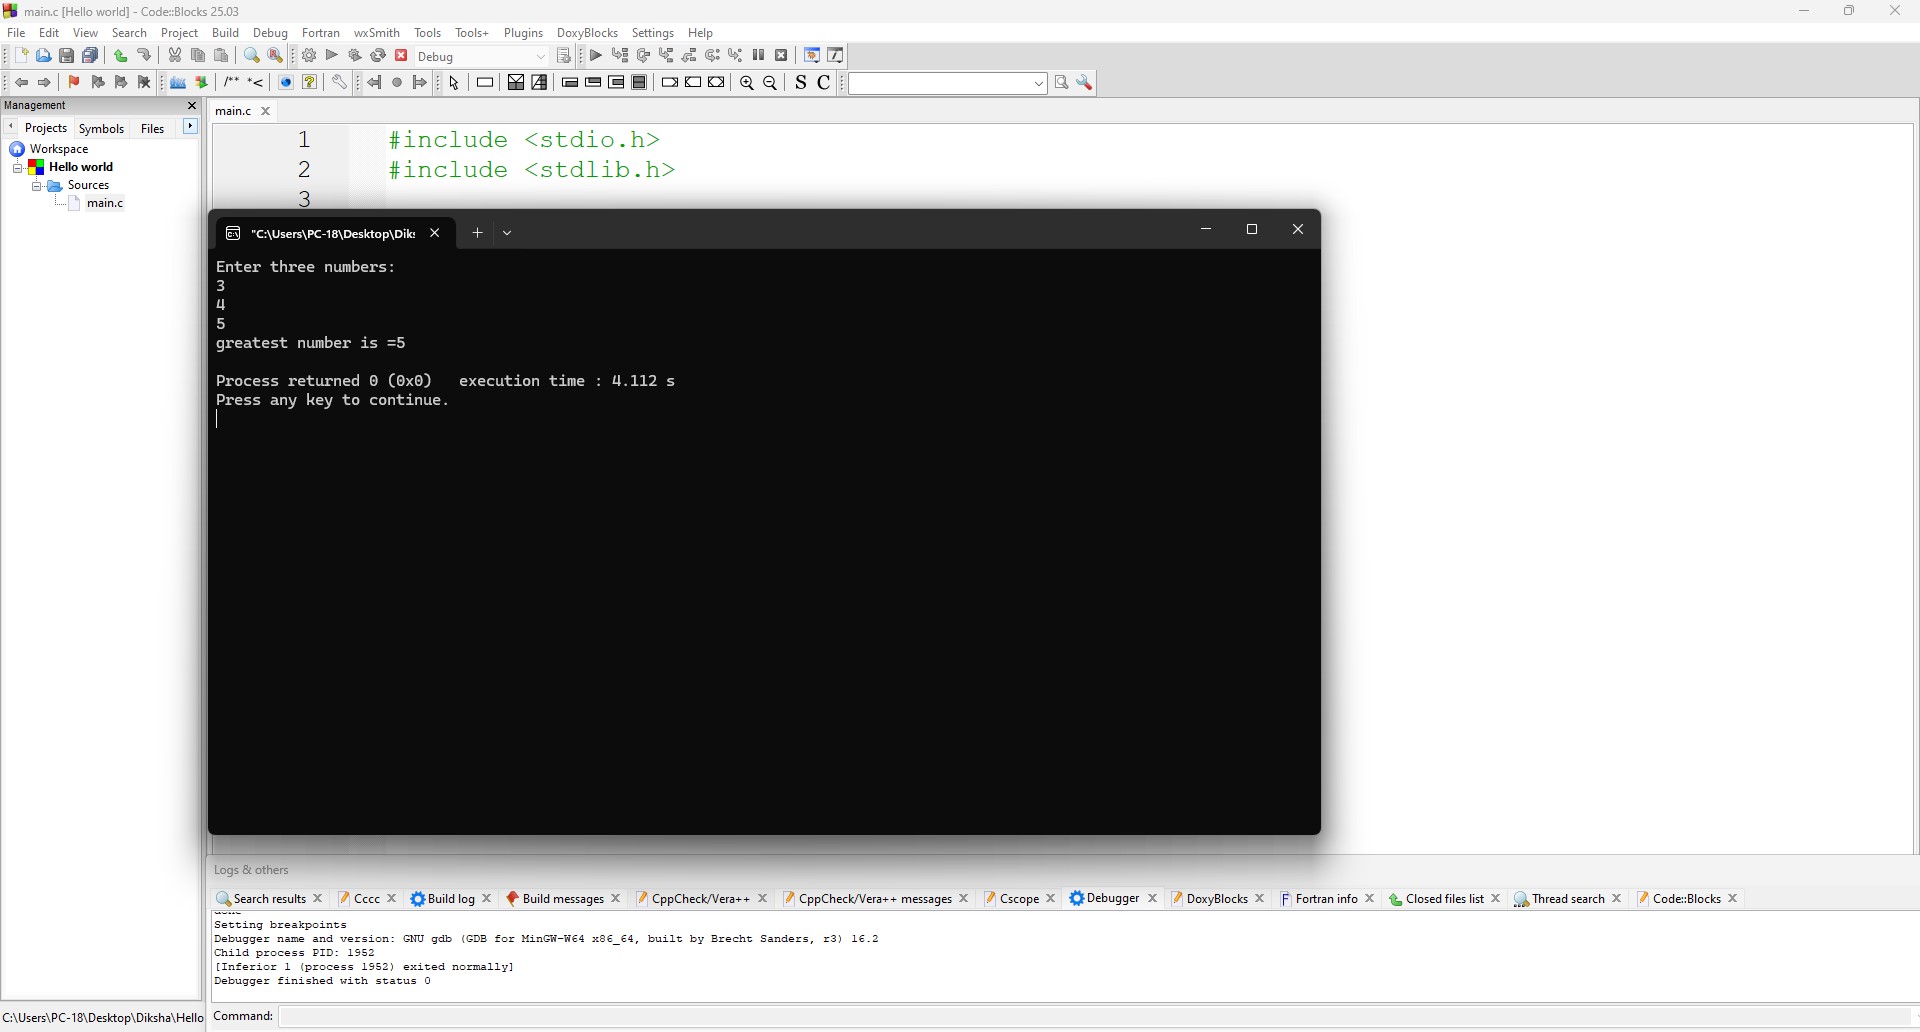 main.c [Hello world] - Code::Blocks 25.03
File Edit View Search Project Build Debug Fortran wxSmith Tools Tools+ Plugins DoxyBlocks Settings Help
Debug
/** *<
S C
Management
main.c
Projects Symbols Files
Workspace
Hello world
Sources
main.c
1 #include <stdio.h>
2 #include <stdlib.h>
3
"C:\Users\PC-18\Desktop\Dik
Enter three numbers:
3
4
5
greatest number is =5
Process returned 0 (0x0) execution time : 4.112 s
Press any key to continue.
Logs & others
Search results Cccc Build log Build messages CppCheck/Vera++ CppCheck/Vera++ messages Cscope Debugger DoxyBlocks Fortran info Closed files list Thread search Code::Blocks
Setting breakpoints
Debugger name and version: GNU gdb (GDB for MinGW-W64 x86_64, built by Brecht Sanders, r3) 16.2
Child process PID: 1952
[Inferior 1 (process 1952) exited normally]
Debugger finished with status 0
Command:
C:\Users\PC-18\Desktop\Diksha\Hello